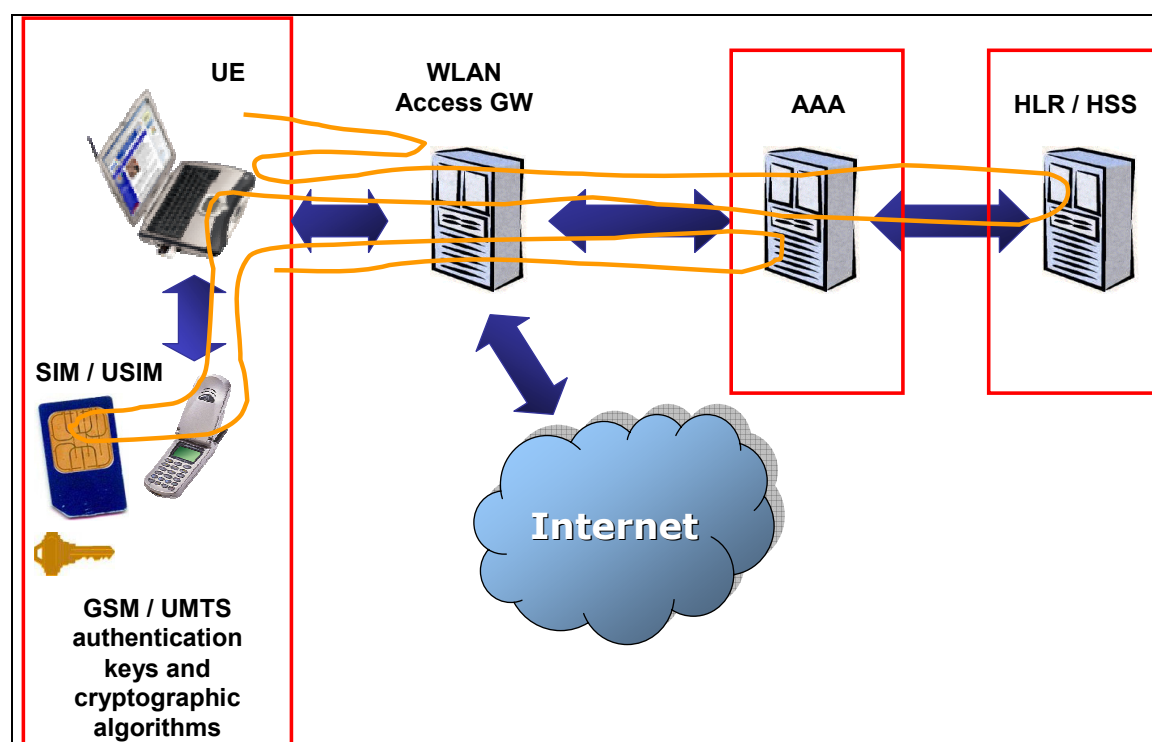 UE
WLAN
Access GW
AAA
HLR / HSS
SIM / USIM
Internet
GSM / UMTS
authentication
keys and
cryptographic
algorithms